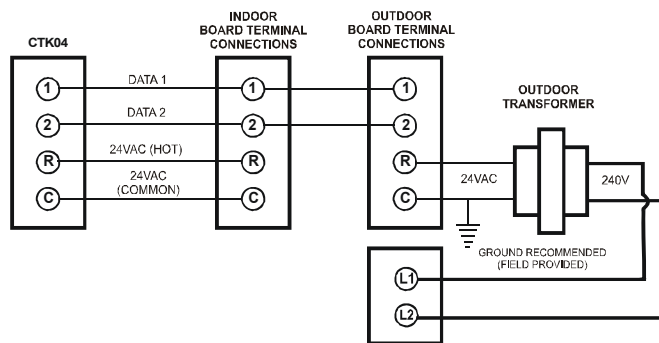 CTK04
INDOOR
BOARD TERMINAL
CONNECTIONS
OUTDOOR
BOARD TERMINAL
CONNECTIONS
OUTDOOR
TRANSFORMER
1
DATA 1
1
1
2
DATA 2
2
2
R
24VAC (HOT)
R
R
C
24VAC
(COMMON)
C
C
24VAC
240V
GROUND RECOMMENDED
(FIELD PROVIDED)
L1
L2